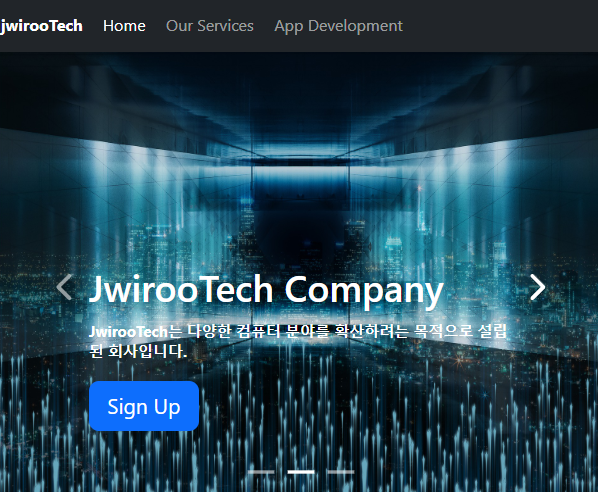 jwirooTech Home Our Services App Development
JwirooTech Company
JwirooTech는 다양한 컴퓨터 분야를 확산하려는 목적으로 설립
된 회사입니다.
Sign Up